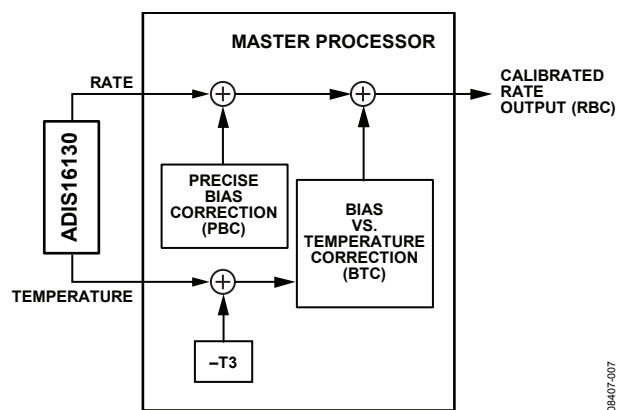 MASTER PROCESSOR
RATE
CALIBRATED
RATE
OUTPUT (RBC)
ADIS16130
PRECISE
BIAS
CORRECTION
(PBC)
BIAS
VS.
TEMPERATURE
CORRECTION
(BTC)
TEMPERATURE
–T3
08407-007